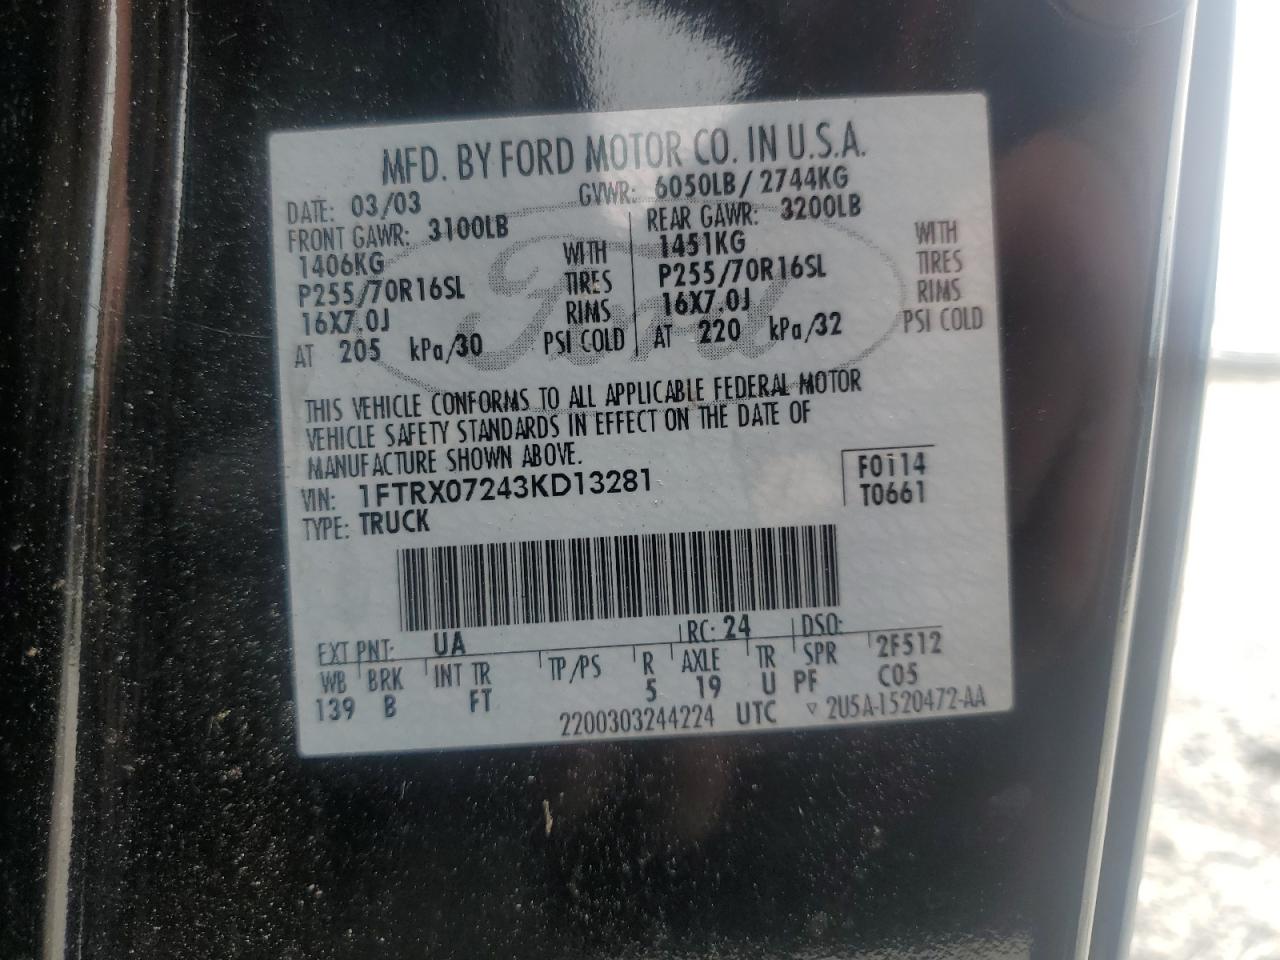 MFD. BY FORD MOTOR CO. IN U.S.A.
DATE: 03/03 GVWR: 6050LB / 2744KG
FRONT GAWR: 3100LB REAR GAWR: 3200LB
1406KG WITH 1451KG WITH
P255/70R16SL TIRES P255/70R16SL TIRES
16X7.0J RIMS 16X7.0J RIMS
AT 205 kPa/30 PSI COLD AT 220 kPa/32 PSI COLD
Ford
THIS VEHICLE CONFORMS TO ALL APPLICABLE FEDERAL MOTOR
VEHICLE SAFETY STANDARDS IN EFFECT ON THE DATE OF
MANUFACTURE SHOWN ABOVE.
VIN: 1FTRX07243KD13281 F0114
TYPE: TRUCK T0661
EXT PNT: UA RC: 24 DSO:
WB BRK INT TR TP/PS R AXLE TR SPR 2F512
139 B FT 5 19 U PF C05
2200303244224 UTC ▽ 2U5A-1520472-AA